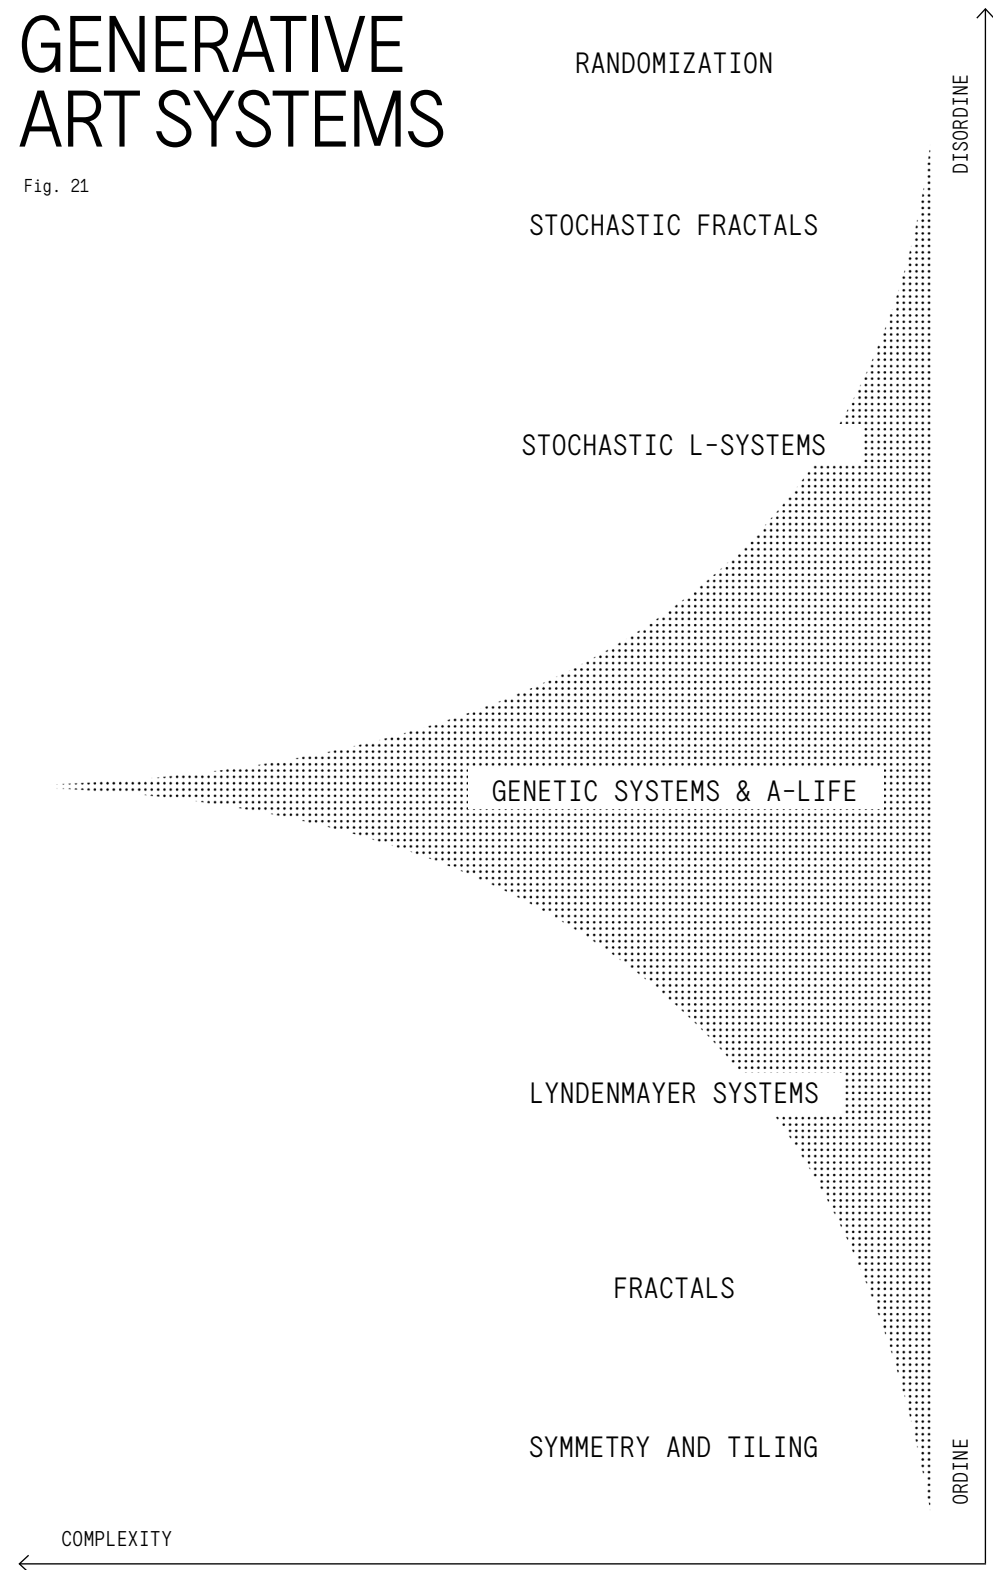 GENERATIVE
ART SYSTEMS
Fig. 21
RANDOMIZATION
DISORDINE
STOCHASTIC FRACTALS
STOCHASTIC L-SYSTEMS
GENETIC SYSTEMS & A-LIFE
LYNDENMAYER SYSTEMS
FRACTALS
SYMMETRY AND TILING
ORDINE
COMPLEXITY